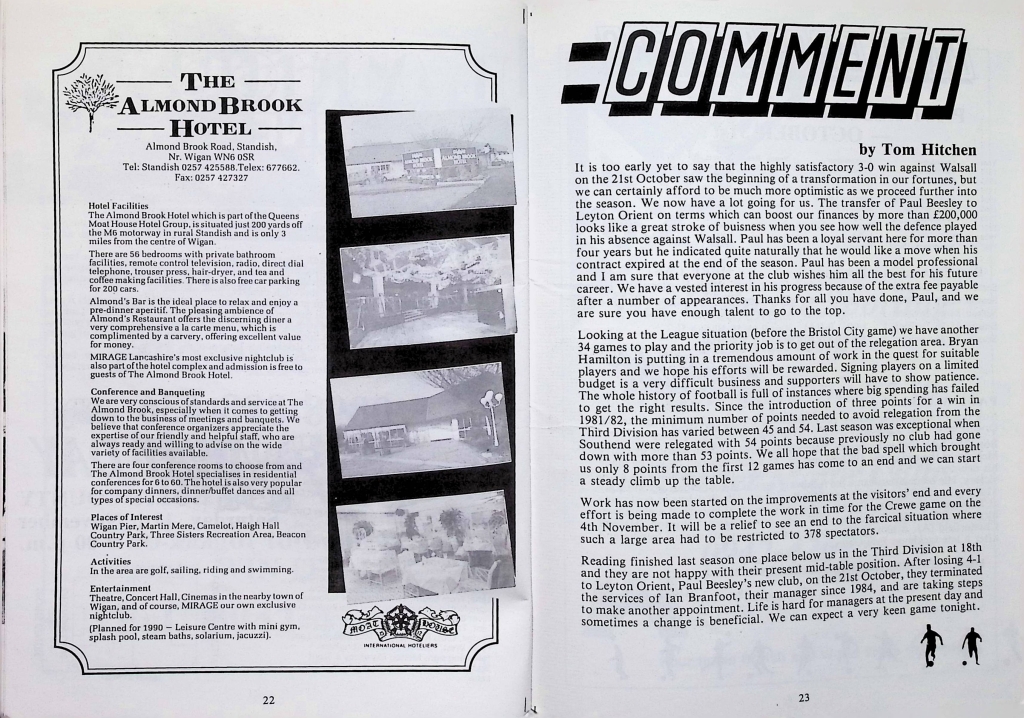 THE
ALMOND BROOK
HOTEL
Almond Brook Road, Standish,
Nr. Wigan WN6 0SR
Tel: Standish 0257 425588. Telex: 677662.
Fax: 0257 427327
Hotel Facilities
The Almond Brook Hotel which is part of the Queens
Moat House Hotel Group, is situated just 200 yards off
the M6 motorway in rural Standish and is only 3
miles from the centre of Wigan.
There are 56 bedrooms with private bathroom
facilities, remote control television, radio, direct dial
telephone, trouser press, hair-dryer, and tea and
coffee making facilities. There is also free car parking
for 200 cars.
Almond's Bar is the ideal place to relax and enjoy a
pre-dinner aperitif. The pleasing ambience of
Almond's Restaurant offers the discerning diner a
very comprehensive a la carte menu, which is
complimented by a carvery, offering excellent value
for money.
MIRAGE Lancashire's most exclusive nightclub is
also part of the hotel complex and admission is free to
guests of The Almond Brook Hotel.
Conference and Banqueting
We are very conscious of standards and service at The
Almond Brook, especially when it comes to getting
down to the business of meetings and banquets. We
believe that conference organizers appreciate the
expertise of our friendly and helpful staff, who are
always ready and willing to advise on the wide
variety of facilities available.
There are four conference rooms to choose from and
The Almond Brook Hotel specialises in residential
conferences for 6 to 60. The hotel is also very popular
for company dinners, dinner/buffet dances and all
types of special occasions.
Places of Interest
Wigan Pier, Martin Mere, Camelot, Haigh Hall
Country Park, Three Sisters Recreation Area, Beacon
Country Park.
Activities
In the area are golf, sailing, riding and swimming.
Entertainment
Theatre, Concert Hall, Cinemas in the nearby town of
Wigan, and of course, MIRAGE our own exclusive
nightclub.
(Planned for 1990 — Leisure Centre with mini gym,
splash pool, steam baths, solarium, jacuzzi).
ALMOND BROOK
MOAT HOUSE
INTERNATIONAL HOTELIERS
22
COMMENT
by Tom Hitchen
It is too early yet to say that the highly satisfactory 3-0 win against Walsall
on the 21st October saw the beginning of a transformation in our fortunes, but
we can certainly afford to be much more optimistic as we proceed further into
the season. We now have a lot going for us. The transfer of Paul Beesley to
Leyton Orient on terms which can boost our finances by more than £200,000
looks like a great stroke of buisness when you see how well the defence played
in his absence against Walsall. Paul has been a loyal servant here for more than
four years but he indicated quite naturally that he would like a move when his
contract expired at the end of the season. Paul has been a model professional
and I am sure that everyone at the club wishes him all the best for his future
career. We have a vested interest in his progress because of the extra fee payable
after a number of appearances. Thanks for all you have done, Paul, and we
are sure you have enough talent to go to the top.
Looking at the League situation (before the Bristol City game) we have another
34 games to play and the priority job is to get out of the relegation area. Bryan
Hamilton is putting in a tremendous amount of work in the quest for suitable
players and we hope his efforts will be rewarded. Signing players on a limited
budget is a very difficult business and supporters will have to show patience.
The whole history of football is full of instances where big spending has failed
to get the right results. Since the introduction of three points for a win in
1981/82, the minimum number of points needed to avoid relegation from the
Third Division has varied between 45 and 54. Last season was exceptional when
Southend were relegated with 54 points because previously no club had gone
down with more than 53 points. We all hope that the bad spell which brought
us only 8 points from the first 12 games has come to an end and we can start
a steady climb up the table.
Work has now been started on the improvements at the visitors' end and every
effort is being made to complete the work in time for the Crewe game on the
4th November. It will be a relief to see an end to the farcical situation where
such a large area had to be restricted to 378 spectators.
Reading finished last season one place below us in the Third Division at 18th
and they are not happy with their present mid-table position. After losing 4-1
to Leyton Orient, Paul Beesley's new club, on the 21st October, they terminated
the services of Ian Branfoot, their manager since 1984, and are taking steps
to make another appointment. Life is hard for managers at the present day and
sometimes a change is beneficial. We can expect a very keen game tonight.
23